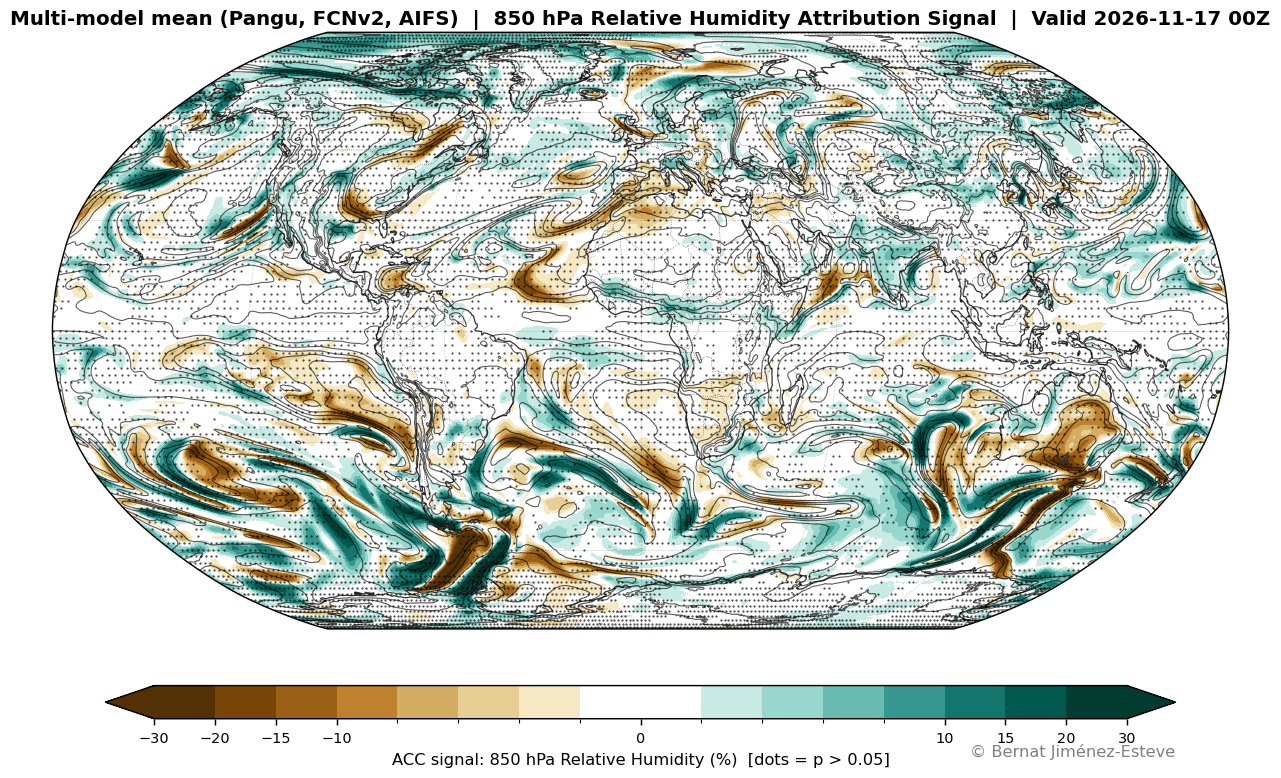 Multi-model mean (Pangu, FCNv2, AIFS)  |  850 hPa Relative Humidity Attribution Signal  |  Valid 2026-11-17 00Z
−30 −20 −15 −10 0 10 15 20 30
ACC signal: 850 hPa Relative Humidity (%)  [dots = p > 0.05]
© Bernat Jiménez-Esteve